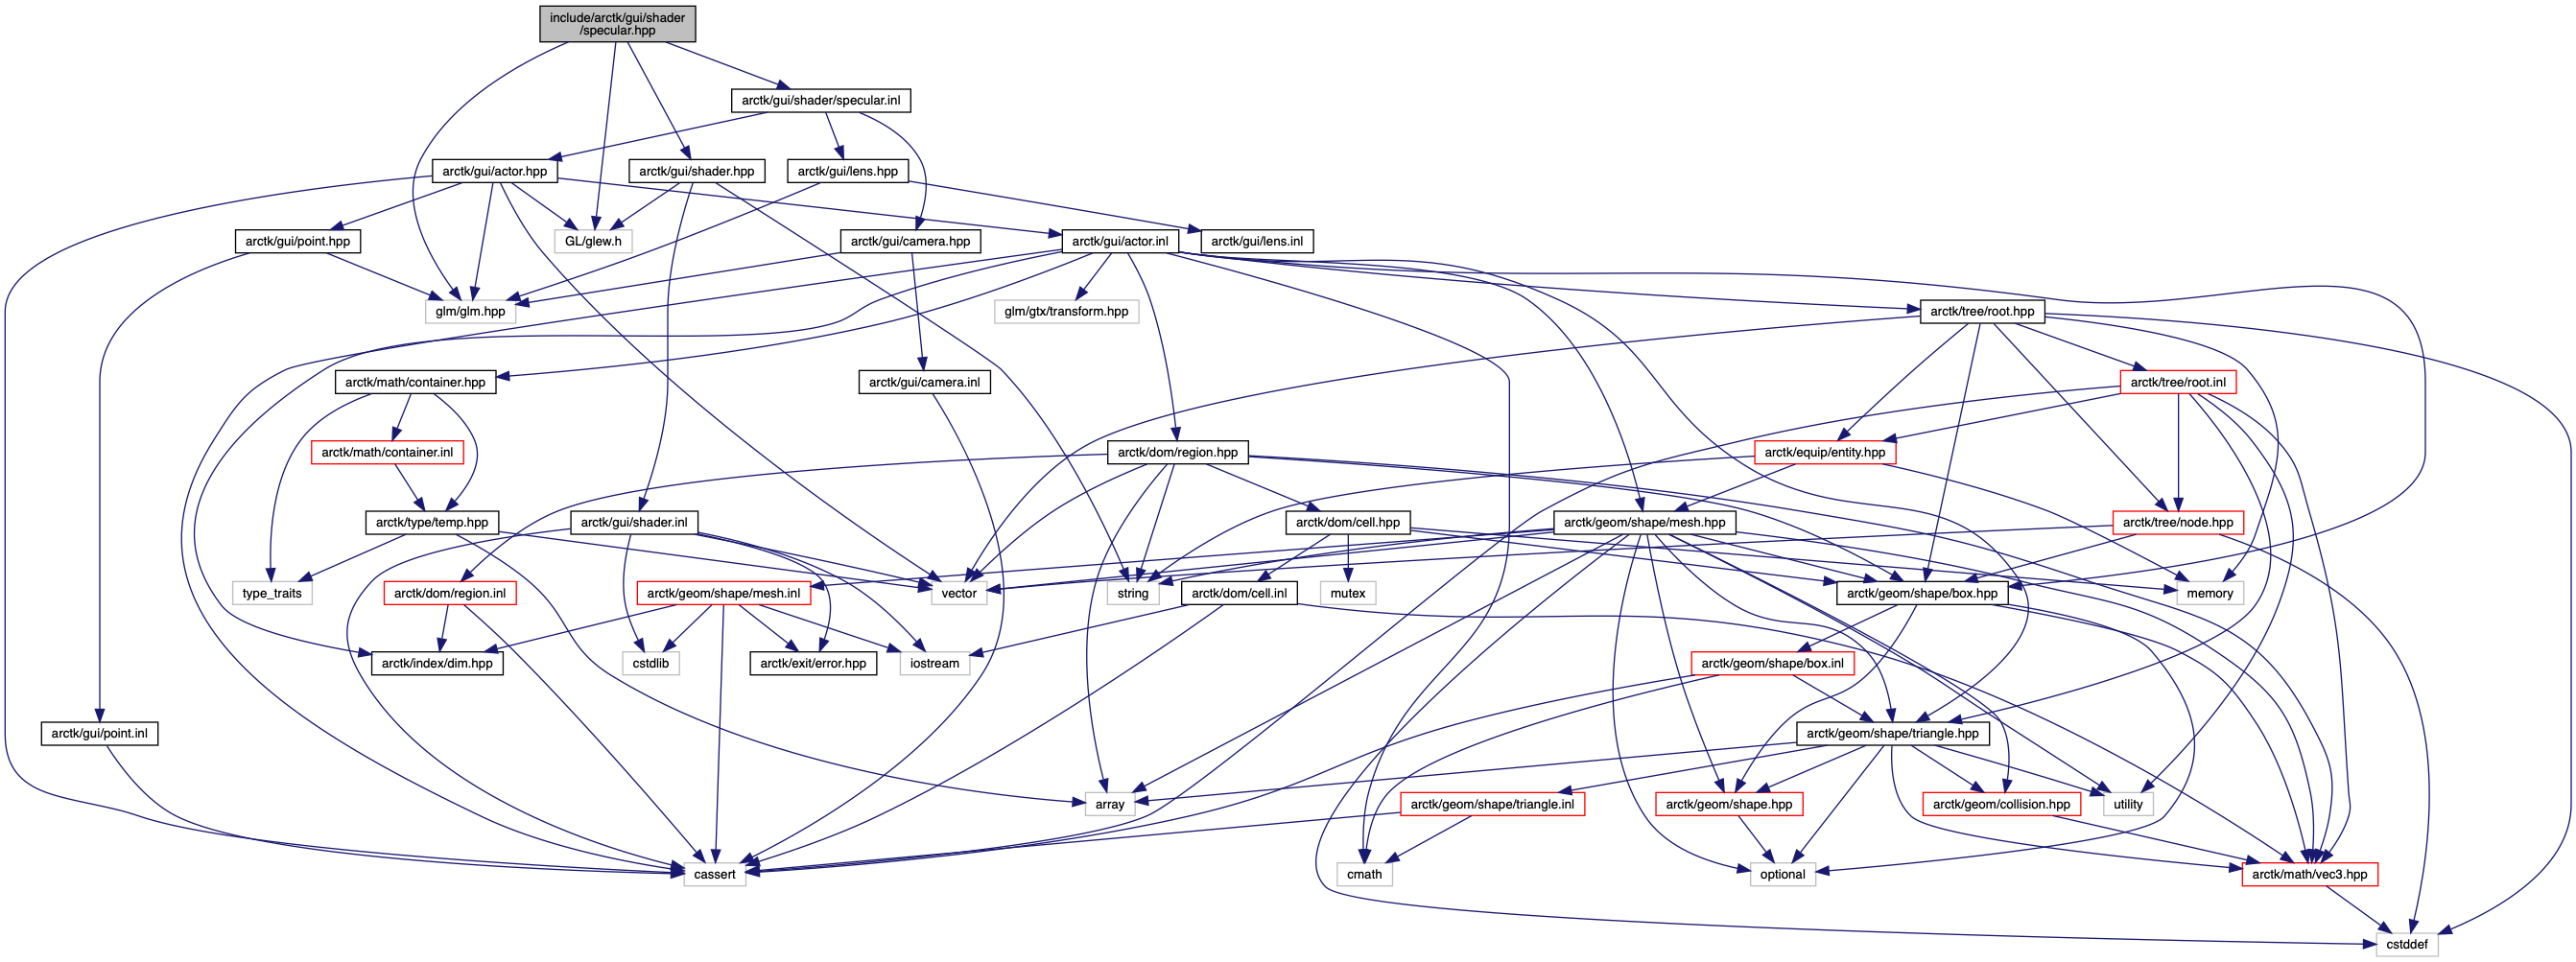 include/arctk/gui/shader
/specular.hpp
arctk/gui/shader/specular.inl
arctk/gui/actor.hpp
arctk/gui/shader.hpp
arctk/gui/lens.hpp
arctk/gui/point.hpp
GL/glew.h
arctk/gui/camera.hpp
arctk/gui/actor.inl
arctk/gui/lens.inl
glm/glm.hpp
glm/gtx/transform.hpp
arctk/tree/root.hpp
arctk/math/container.hpp
arctk/gui/camera.inl
arctk/tree/root.inl
arctk/math/container.inl
arctk/dom/region.hpp
arctk/equip/entity.hpp
arctk/type/temp.hpp
arctk/gui/shader.inl
arctk/dom/cell.hpp
arctk/geom/shape/mesh.hpp
arctk/tree/node.hpp
type_traits
arctk/dom/region.inl
arctk/geom/shape/mesh.inl
vector
string
arctk/dom/cell.inl
mutex
arctk/geom/shape/box.hpp
memory
arctk/index/dim.hpp
cstdlib
arctk/exit/error.hpp
iostream
arctk/geom/shape/box.inl
arctk/gui/point.inl
arctk/geom/shape/triangle.hpp
array
arctk/geom/shape/triangle.inl
arctk/geom/shape.hpp
arctk/geom/collision.hpp
utility
cassert
cmath
optional
arctk/math/vec3.hpp
cstddef